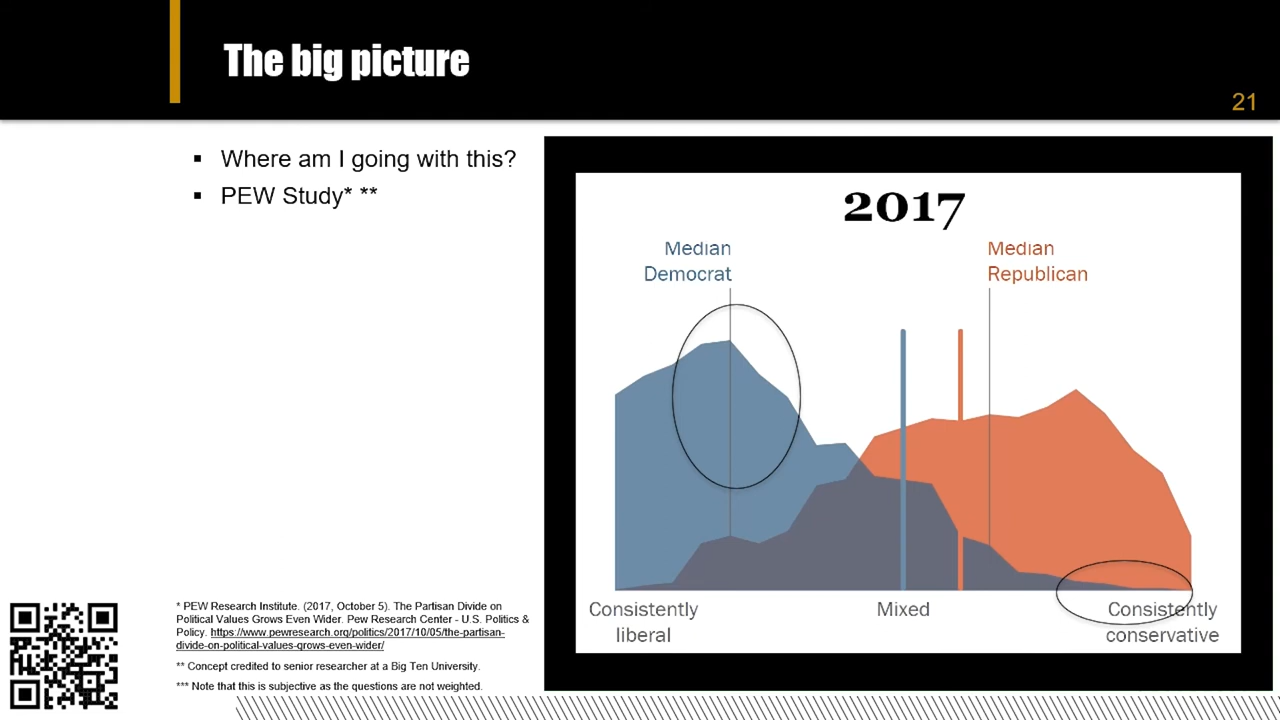 The big picture
21
▪ Where am I going with this?
▪ PEW Study* **
2017
Median
Democrat
Median
Republican
Consistently
liberal
Mixed
Consistently
conservative
* PEW Research Institute. (2017, October 5). The Partisan Divide on
Political Values Grows Even Wider. Pew Research Center - U.S. Politics &
Policy. https://www.pewresearch.org/politics/2017/10/05/the-partisan-
divide-on-political-values-grows-even-wider/
** Concept credited to senior researcher at a Big Ten University.
*** Note that this is subjective as the questions are not weighted.